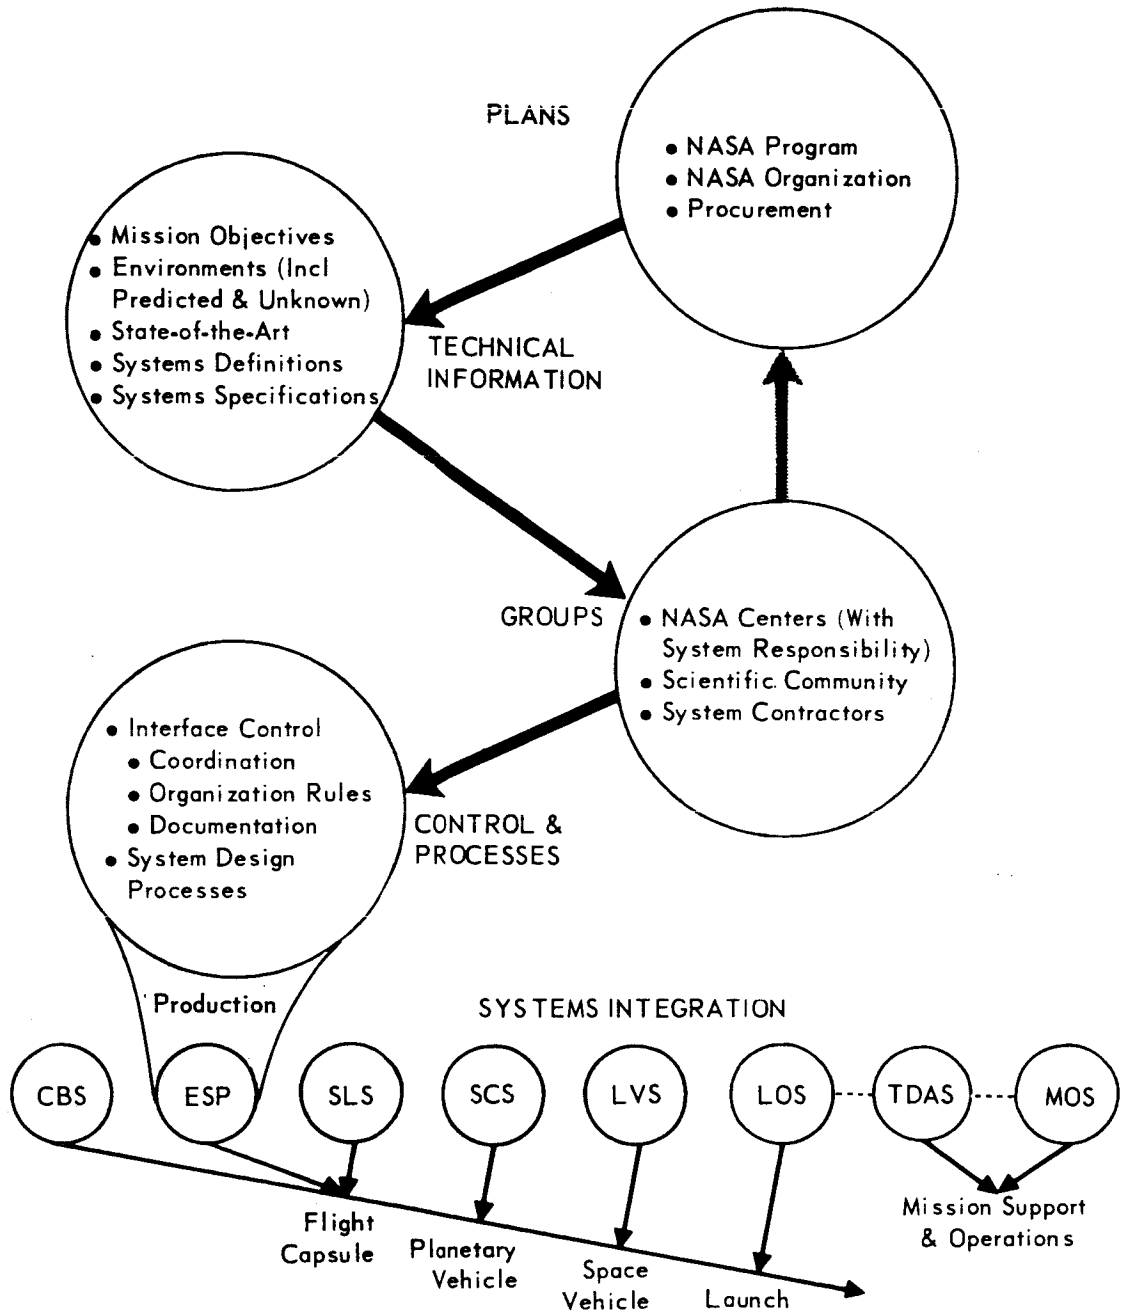 PLANS
• NASA Program
• NASA Organization
• Procurement
• Mission Objectives
• Environments (Incl
Predicted & Unknown)
• State-of-the-Art
• Systems Definitions
• Systems Specifications
TECHNICAL
INFORMATION
GROUPS
• NASA Centers (With
System Responsibility)
• Scientific Community
• System Contractors
• Interface Control
• Coordination
• Organization Rules
• Documentation
• System Design
Processes
CONTROL &
PROCESSES
Production
SYSTEMS INTEGRATION
CBS
ESP
SLS
SCS
LVS
LOS
TDAS
MOS
Flight
Capsule
Planetary
Vehicle
Space
Vehicle
Launch
Mission Support
& Operations